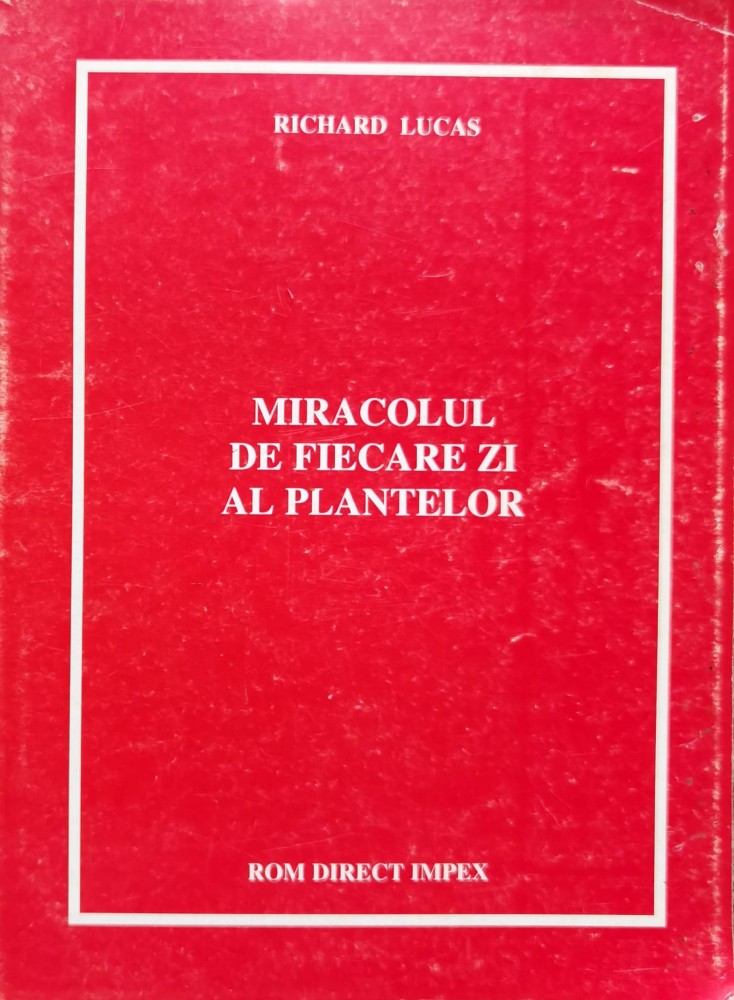 RICHARD LUCAS
MIRACOLUL
DE FIECARE ZI
AL PLANTELOR
ROM DIRECT IMPEX